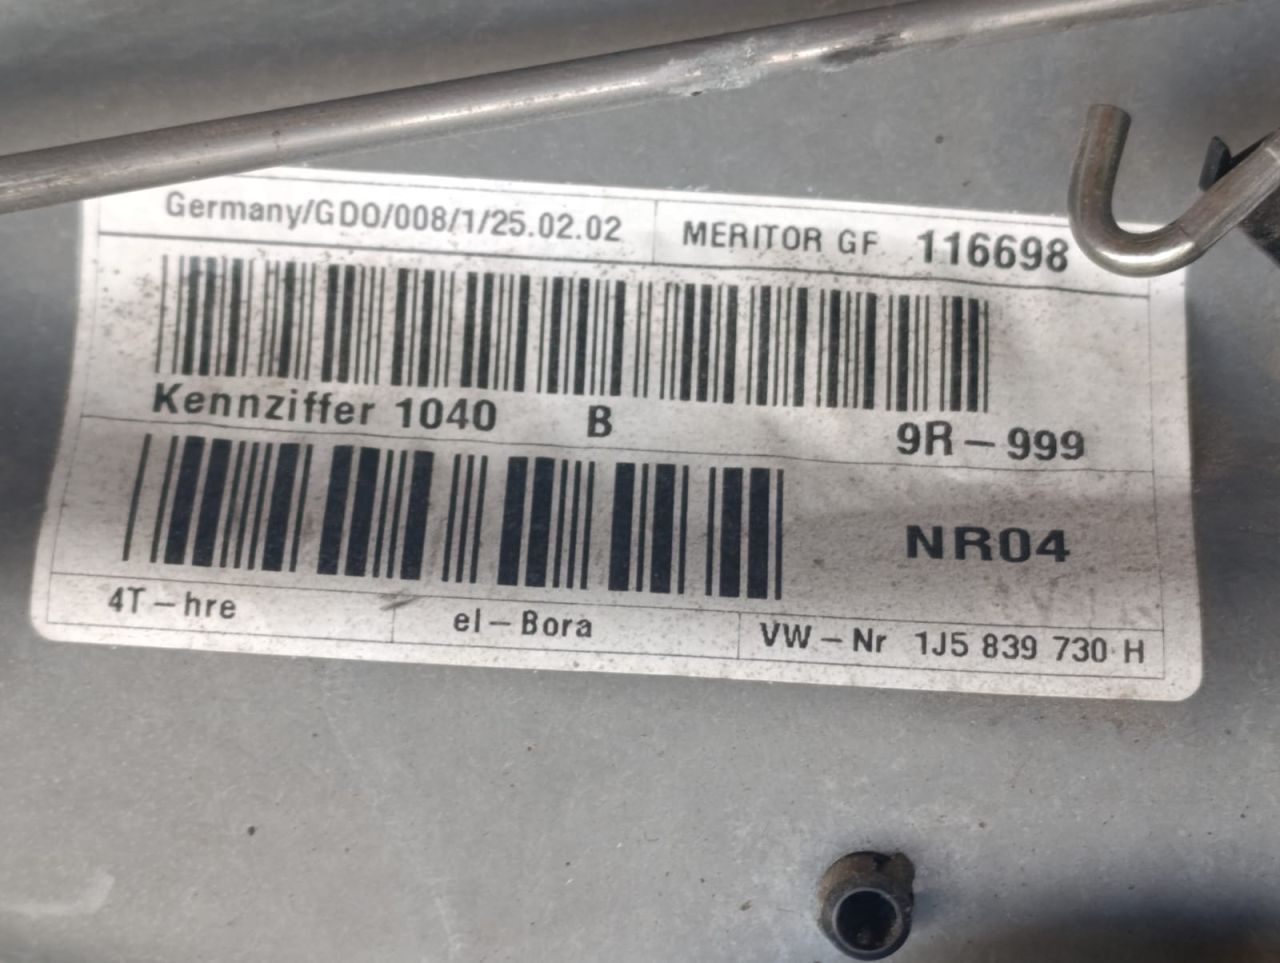 Germany/GDO/008/1/25.02.02 MERITOR GF 116698
Kennziffer 1040 B 9R-999
NR04
4T-hre el-Bora VW-Nr 1J5 839 730 H